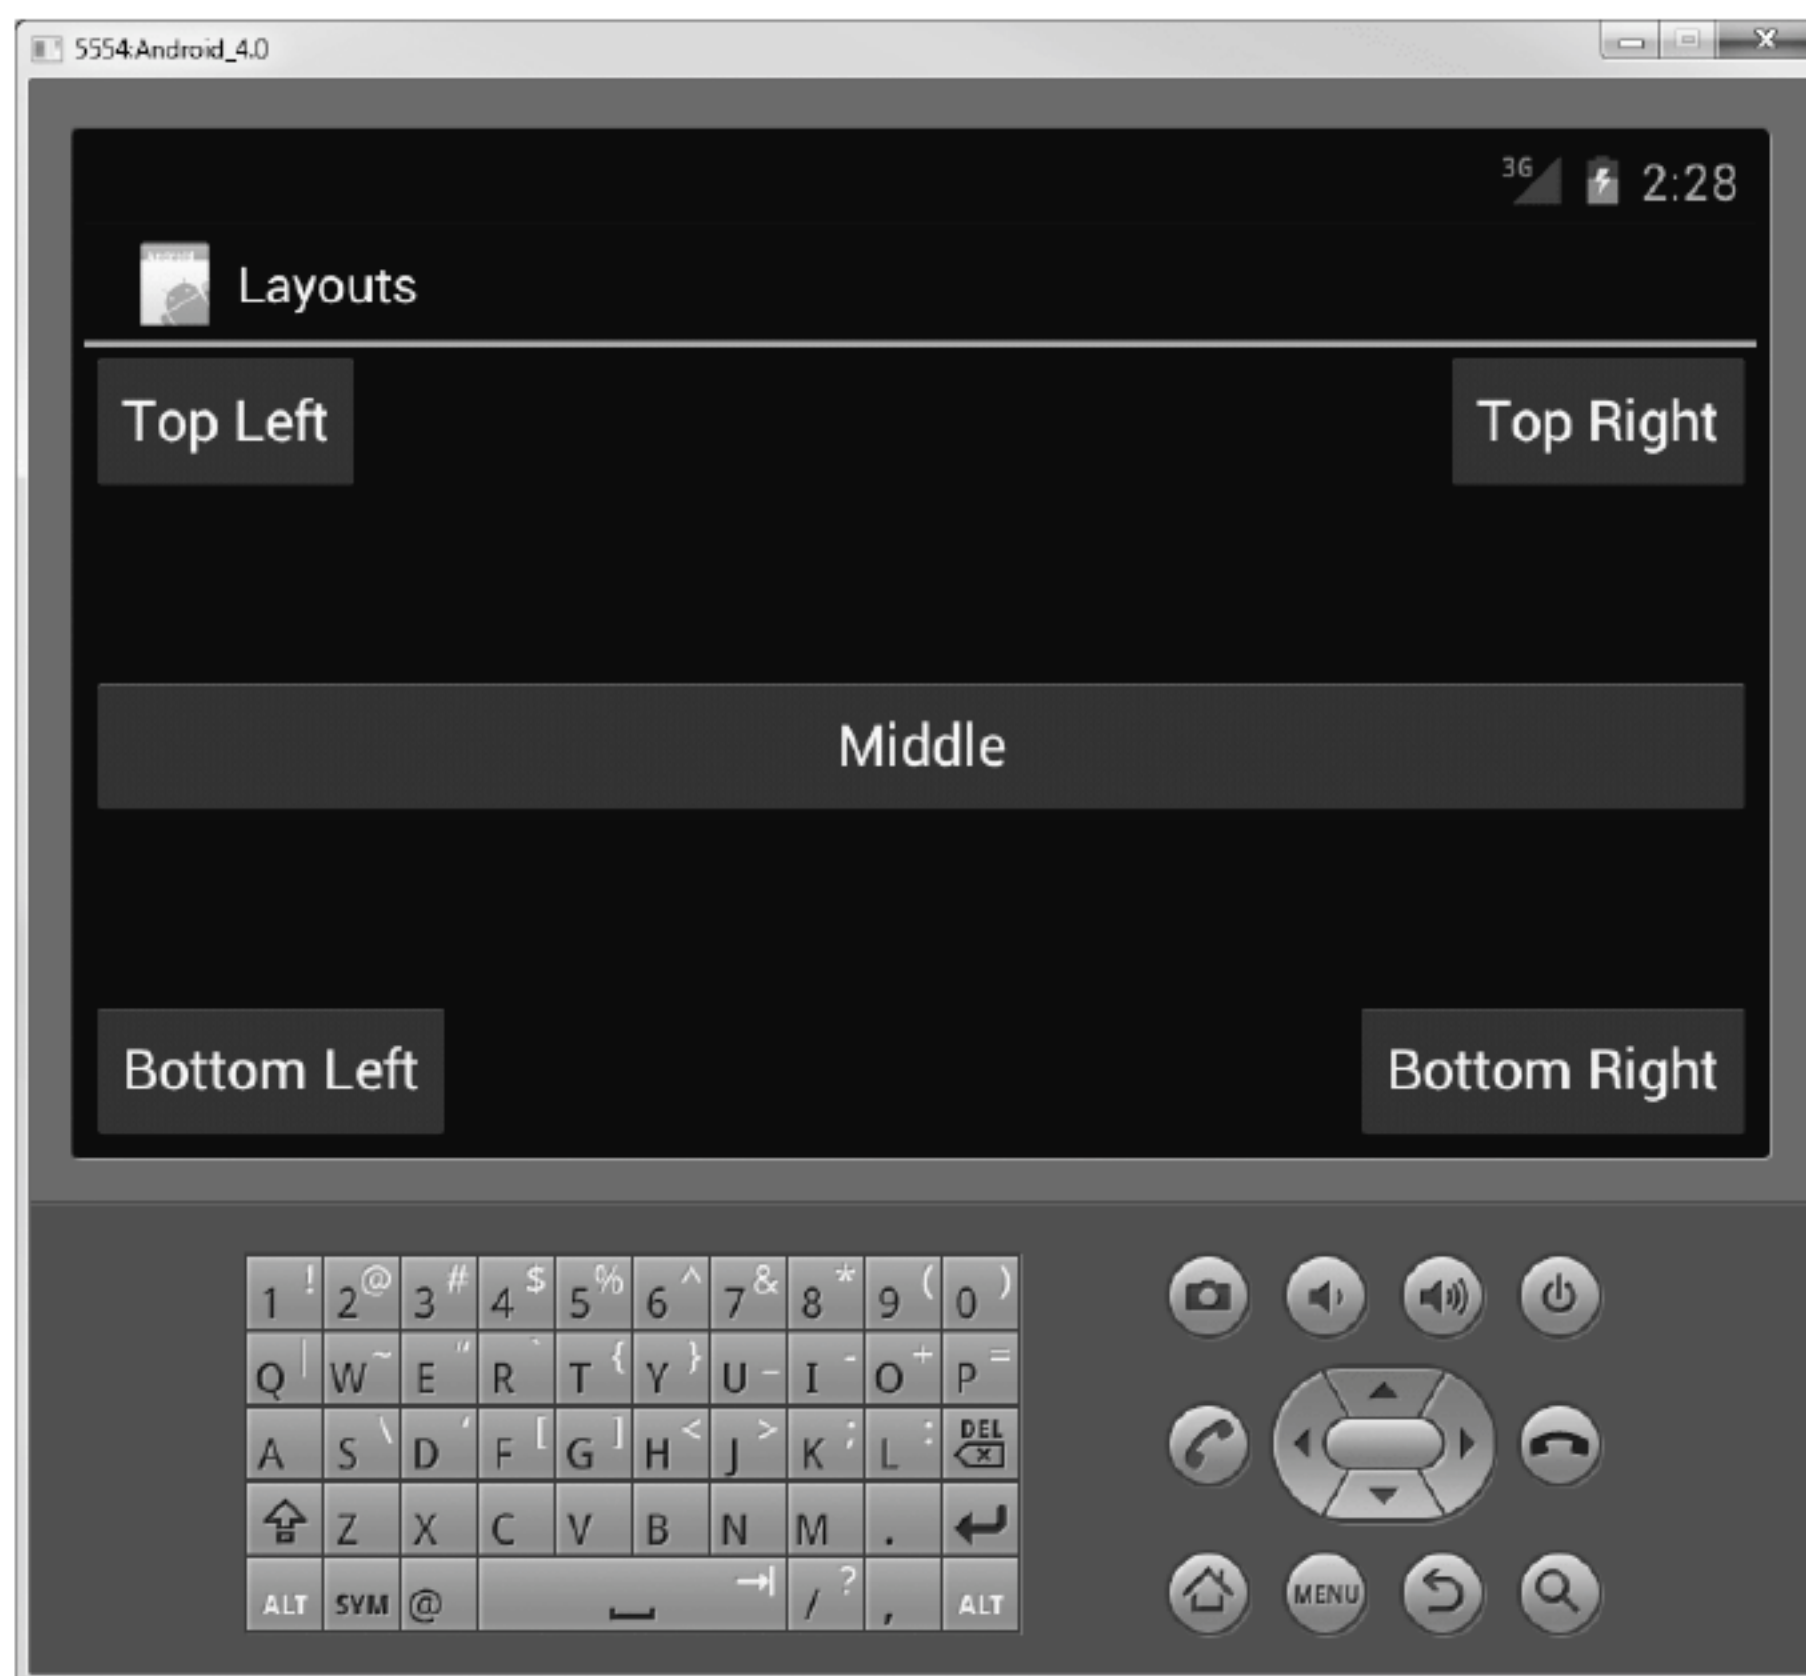 5554:Android_4.0
3G 2:28
Android
Layouts
Top Left Top Right
Middle
Bottom Left Bottom Right
1 ! 2 @ 3 # 4 $ 5 % 6 ^ 7 & 8 * 9 ( 0 )
Q | W ~ E " R ` T { Y } U _ I - O + P =
A S \ D ' F [ G ] H < J > K ; L : DEL
Z X C V B N M .
ALT SYM @ / ? , ALT
MENU